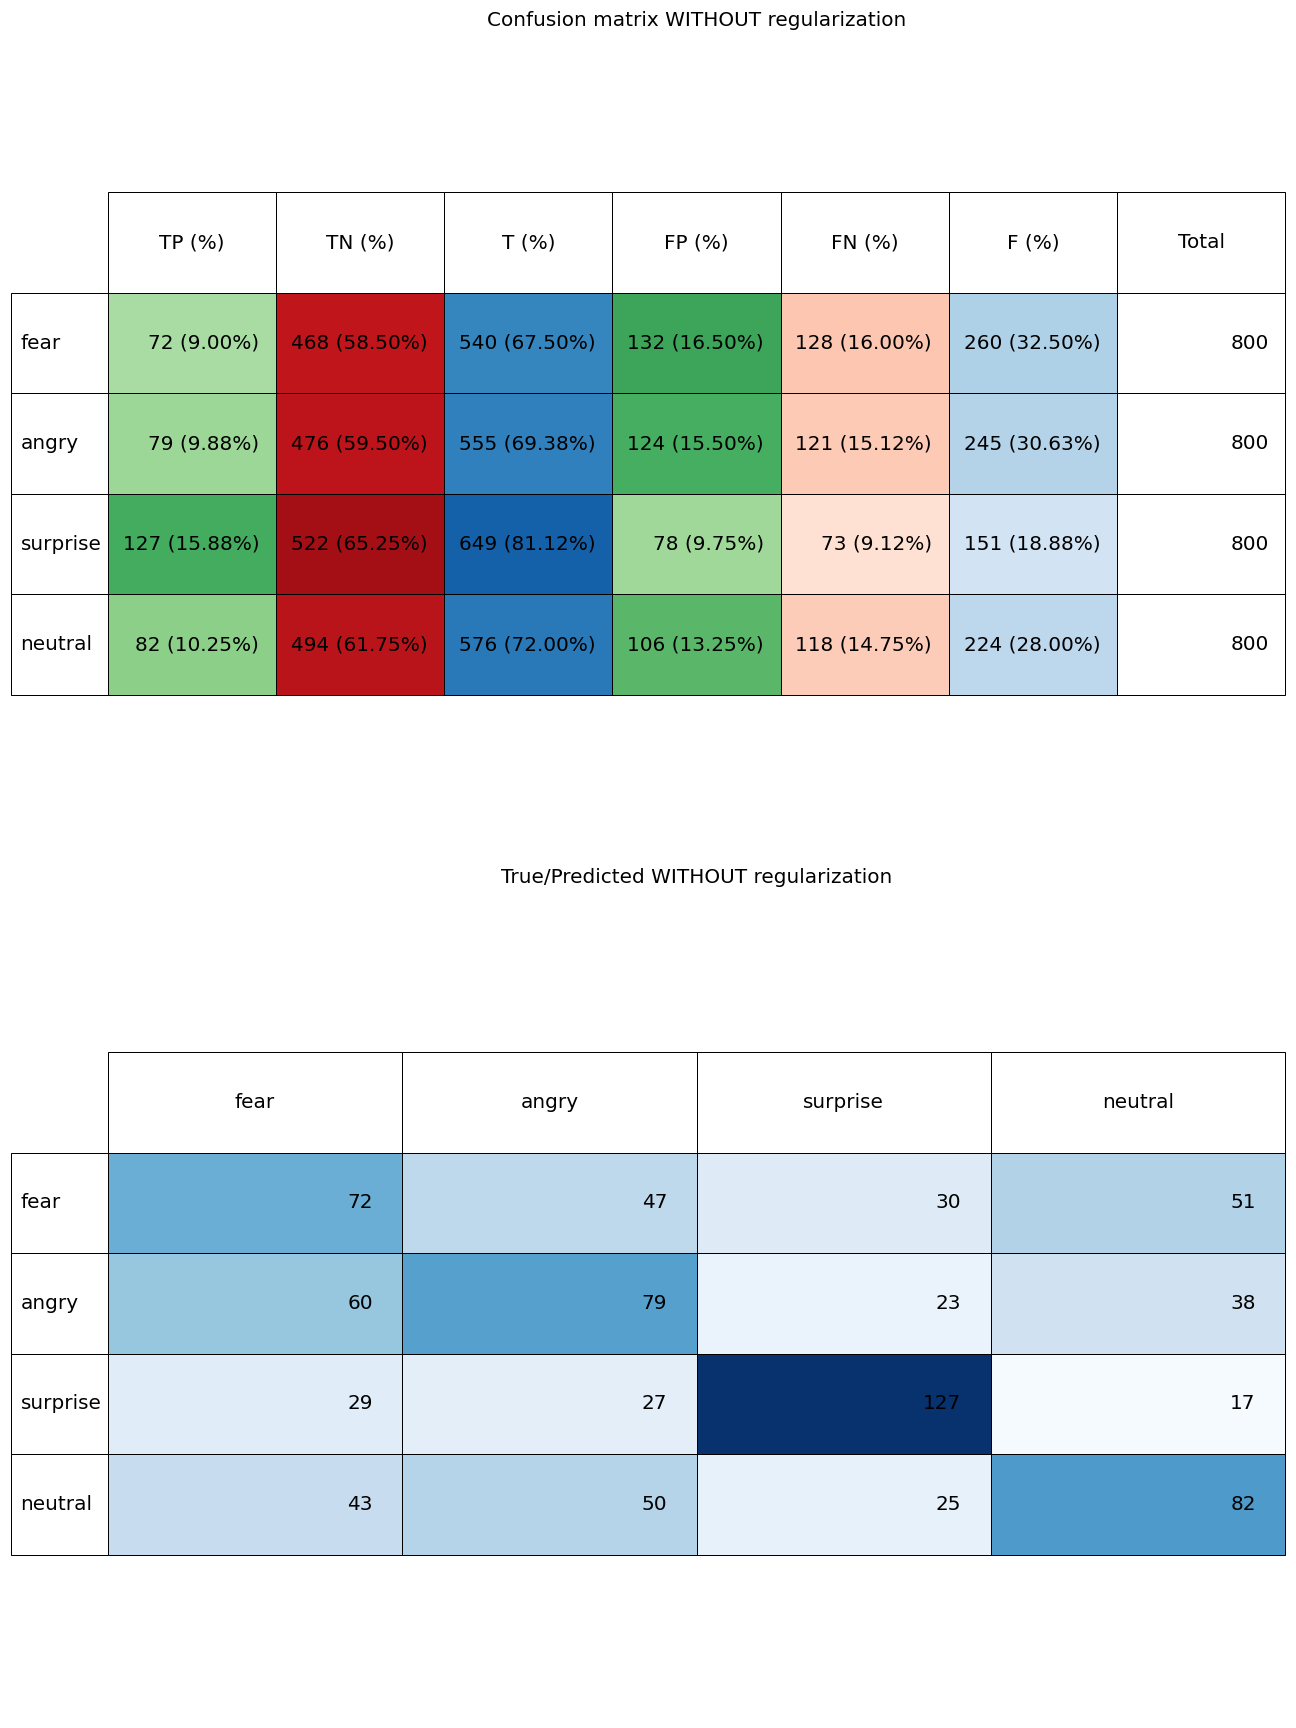 Confusion matrix WITHOUT regularization
TP (%) TN (%) T (%) FP (%) FN (%) F (%) Total
fear 72 (9.00%) 468 (58.50%) 540 (67.50%) 132 (16.50%) 128 (16.00%) 260 (32.50%) 800
angry 79 (9.88%) 476 (59.50%) 555 (69.38%) 124 (15.50%) 121 (15.12%) 245 (30.63%) 800
surprise 127 (15.88%) 522 (65.25%) 649 (81.12%) 78 (9.75%) 73 (9.12%) 151 (18.88%) 800
neutral 82 (10.25%) 494 (61.75%) 576 (72.00%) 106 (13.25%) 118 (14.75%) 224 (28.00%) 800
True/Predicted WITHOUT regularization
fear angry surprise neutral
fear 72 47 30 51
angry 60 79 23 38
surprise 29 27 127 17
neutral 43 50 25 82